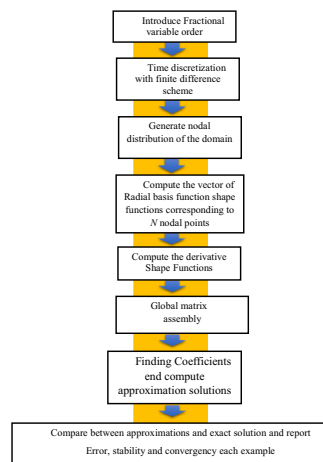 Introduce Fractional
variable order
Time discretization
with finite difference
scheme
Generate nodal
distribution of the domain
Compute the vector of
Radial basis function shape
functions corresponding to
N nodal points
Compute the derivative
Shape Functions
Global matrix
assembly
Finding Coefficients
end compute
approximation solutions
Compare between approximations and exact solution and report
Error, stability and convergency each example